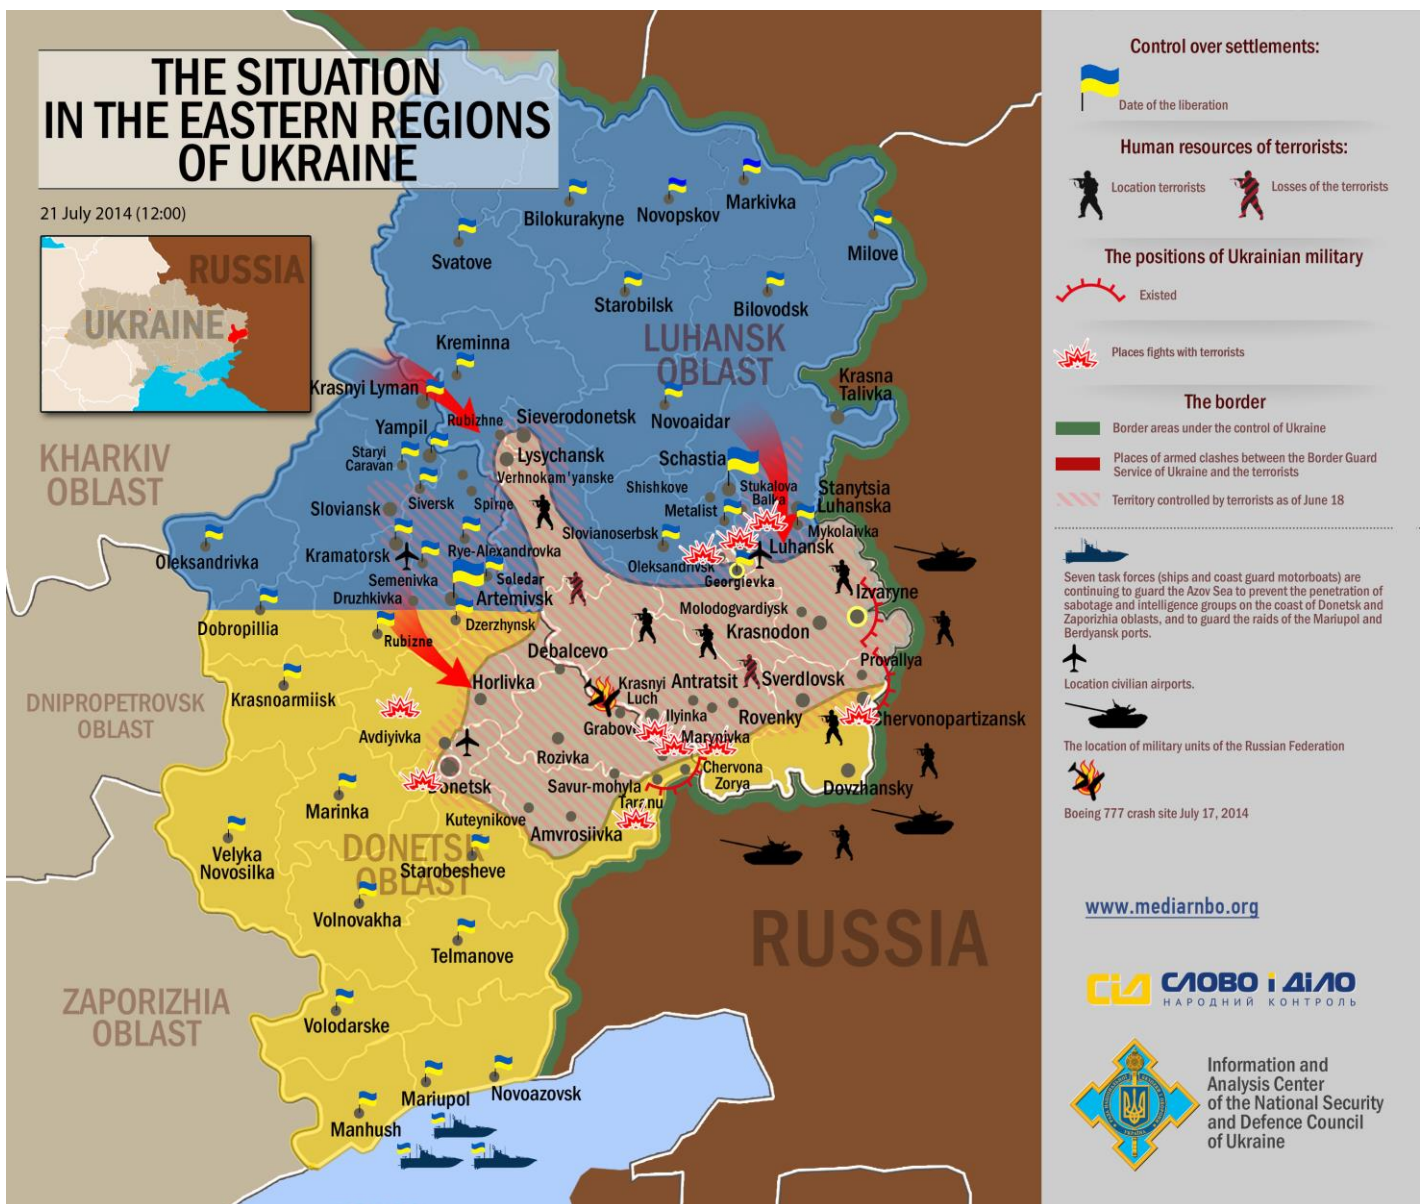 THE SITUATION
IN THE EASTERN REGIONS
OF UKRAINE
21 July 2014 (12:00)
RUSSIA
UKRAINE
KHARKIV
OBLAST
DNIPROPETROVSK
OBLAST
ZAPORIZHIA
OBLAST
LUHANSK
OBLAST
DONETSK
OBLAST
RUSSIA
Bilokurakyne
Novopskov
Markivka
Milove
Svatove
Starobilsk
Bilovodsk
Kreminna
Krasnyi Lyman
Krasna
Talivka
Rubizhne
Sieverodonetsk
Novoaidar
Yampil
Staryi
Caravan
Lysychansk
Verhnokam'yanske
Schastia
Shishkove
Stukalova
Balka
Stanytsia
Luhanska
Siversk
Spirne
Sloviansk
Metalist
Mykolaivka
Slovianoserbsk
Luhansk
Oleksandrivka
Kramatorsk
Rye-Alexandrovka
Oleksandrivsk
Georgievka
Semenivka
Soledar
Druzhkivka
Artemivsk
Izvaryne
Molodogvardiysk
Krasnodon
Dobropillia
Rubizne
Dzerzhynsk
Debalcevo
Provallya
Krasnoarmiisk
Horlivka
Krasnyi
Luch
Antratsit
Sverdlovsk
Ilyinka
Rovenky
Chervonopartizansk
Avdiyivka
Grabovo
Marynivka
Rozivka
Chervona
Zorya
Donetsk
Savur-mohyla
Taranu
Dovzhansky
Marinka
Kuteynikove
Amvrosiivka
Velyka
Novosilka
Starobesheve
Volnovakha
Telmanove
Volodarske
Mariupol
Novoazovsk
Manhush
Control over settlements:
Date of the liberation
Human resources of terrorists:
Location terrorists
Losses of the terrorists
The positions of Ukrainian military
Existed
Places fights with terrorists
The border
Border areas under the control of Ukraine
Places of armed clashes between the Border Guard
Service of Ukraine and the terrorists
Territory controlled by terrorists as of June 18
Seven task forces (ships and coast guard motorboats) are
continuing to guard the Azov Sea to prevent the penetration of
sabotage and intelligence groups on the coast of Donetsk and
Zaporizhia oblasts, and to guard the raids of the Mariupol and
Berdyansk ports.
Location civilian airports.
The location of military units of the Russian Federation
Boeing 777 crash site July 17, 2014
www.mediarnbo.org
СІД СЛОВО і ДІЛО
НАРОДНИЙ КОНТРОЛЬ
Information and
Analysis Center
of the National Security
and Defence Council
of Ukraine